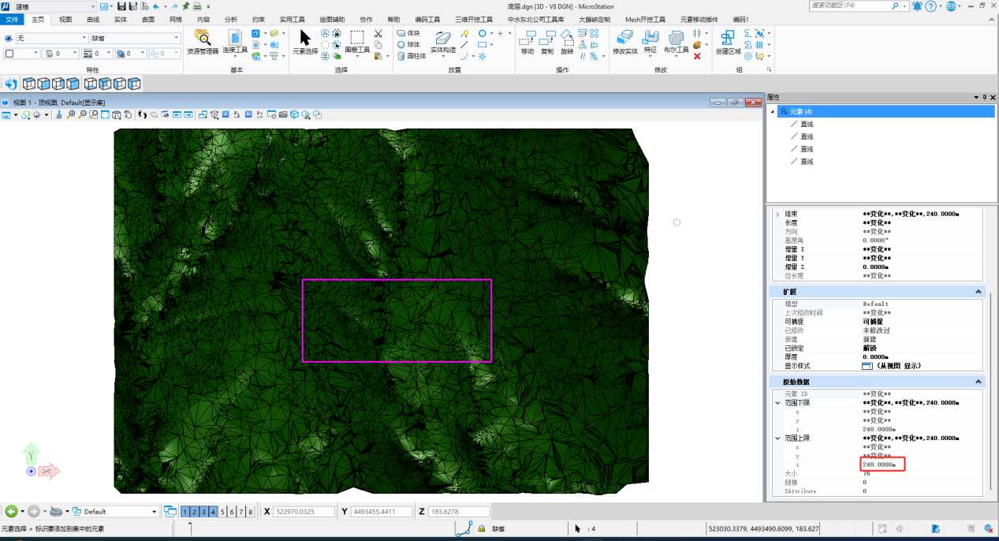 建模
底层.dgn [3D - V8 DGN] - MicroStation
搜索功能区(F4)
文件 主页 视图 曲线 实体 曲面 网格 内容 分析 约束 实用工具 绘图辅助 协作 帮助 编码工具 三维开挖工具 中水东北公司工具库 大藤峡定制 Mesh开挖工具 元素移动插件 编码1
无 缺省
0 0 0 0
资源管理器 连接工具 元素选择 围栅工具
体块
球体
圆柱体
实体构造 移动 复制 旋转 修改实体 特征 布尔工具 创建区域
特性 基本 选择 放置 操作 修改 组
视图 1 - 顶视图, Default[显示集]
Y X
属性
元素 (4)
直线
直线
直线
直线
结束 **变化**,**变化**,240.0000m
长度 **变化**
方向 **变化**
高度角 0.0000°
增量 X **变化**
增量 Y **变化**
增量 Z 0.0000m
总长度 **变化**
扩展
模型 Default
上次修改时间 **变化**
可捕捉 可捕捉
已修改 未修改过
新建 新建
已锁定 解锁
厚度 0.0000m
显示样式 (从视图 显示)
原始数据
元素 ID **变化**
范围下限 **变化**,**变化**,240.0000m
x **变化**
y **变化**
z 240.0000m
范围上限 **变化**,**变化**,240.0000m
x **变化**
y **变化**
z 240.0000m
大小 76
链接 0
XAttribute 0
Default 1 2 3 4 5 6 7 8 X 522970.0325 Y 4493455.4411 Z 183.6278
元素选择 > 标识要添加到集中的元素 缺省 : 4 523030.3379, 4493490.6099, 183.627